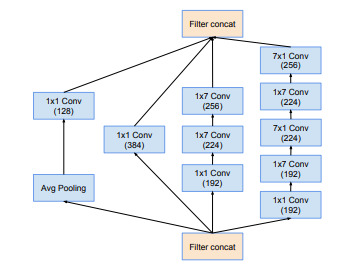 Filter concat
7x1 Conv
(256)
1x7 Conv
(224)
1x7 Conv
(256)
1x1 Conv
(128)
7x1 Conv
(224)
1x1 Conv
(384)
1x7 Conv
(224)
1x7 Conv
(192)
Avg Pooling
1x1 Conv
(192)
1x1 Conv
(192)
Filter concat